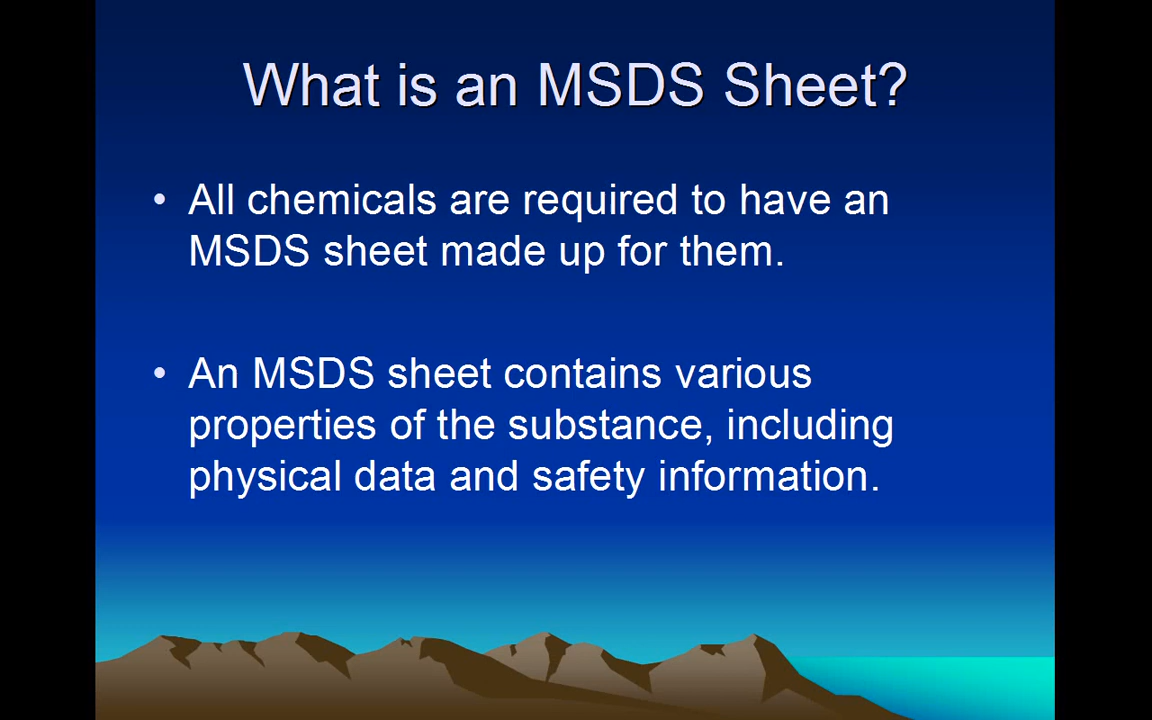 What is an MSDS Sheet?
• All chemicals are required to have an
MSDS sheet made up for them.
• An MSDS sheet contains various
properties of the substance, including
physical data and safety information.